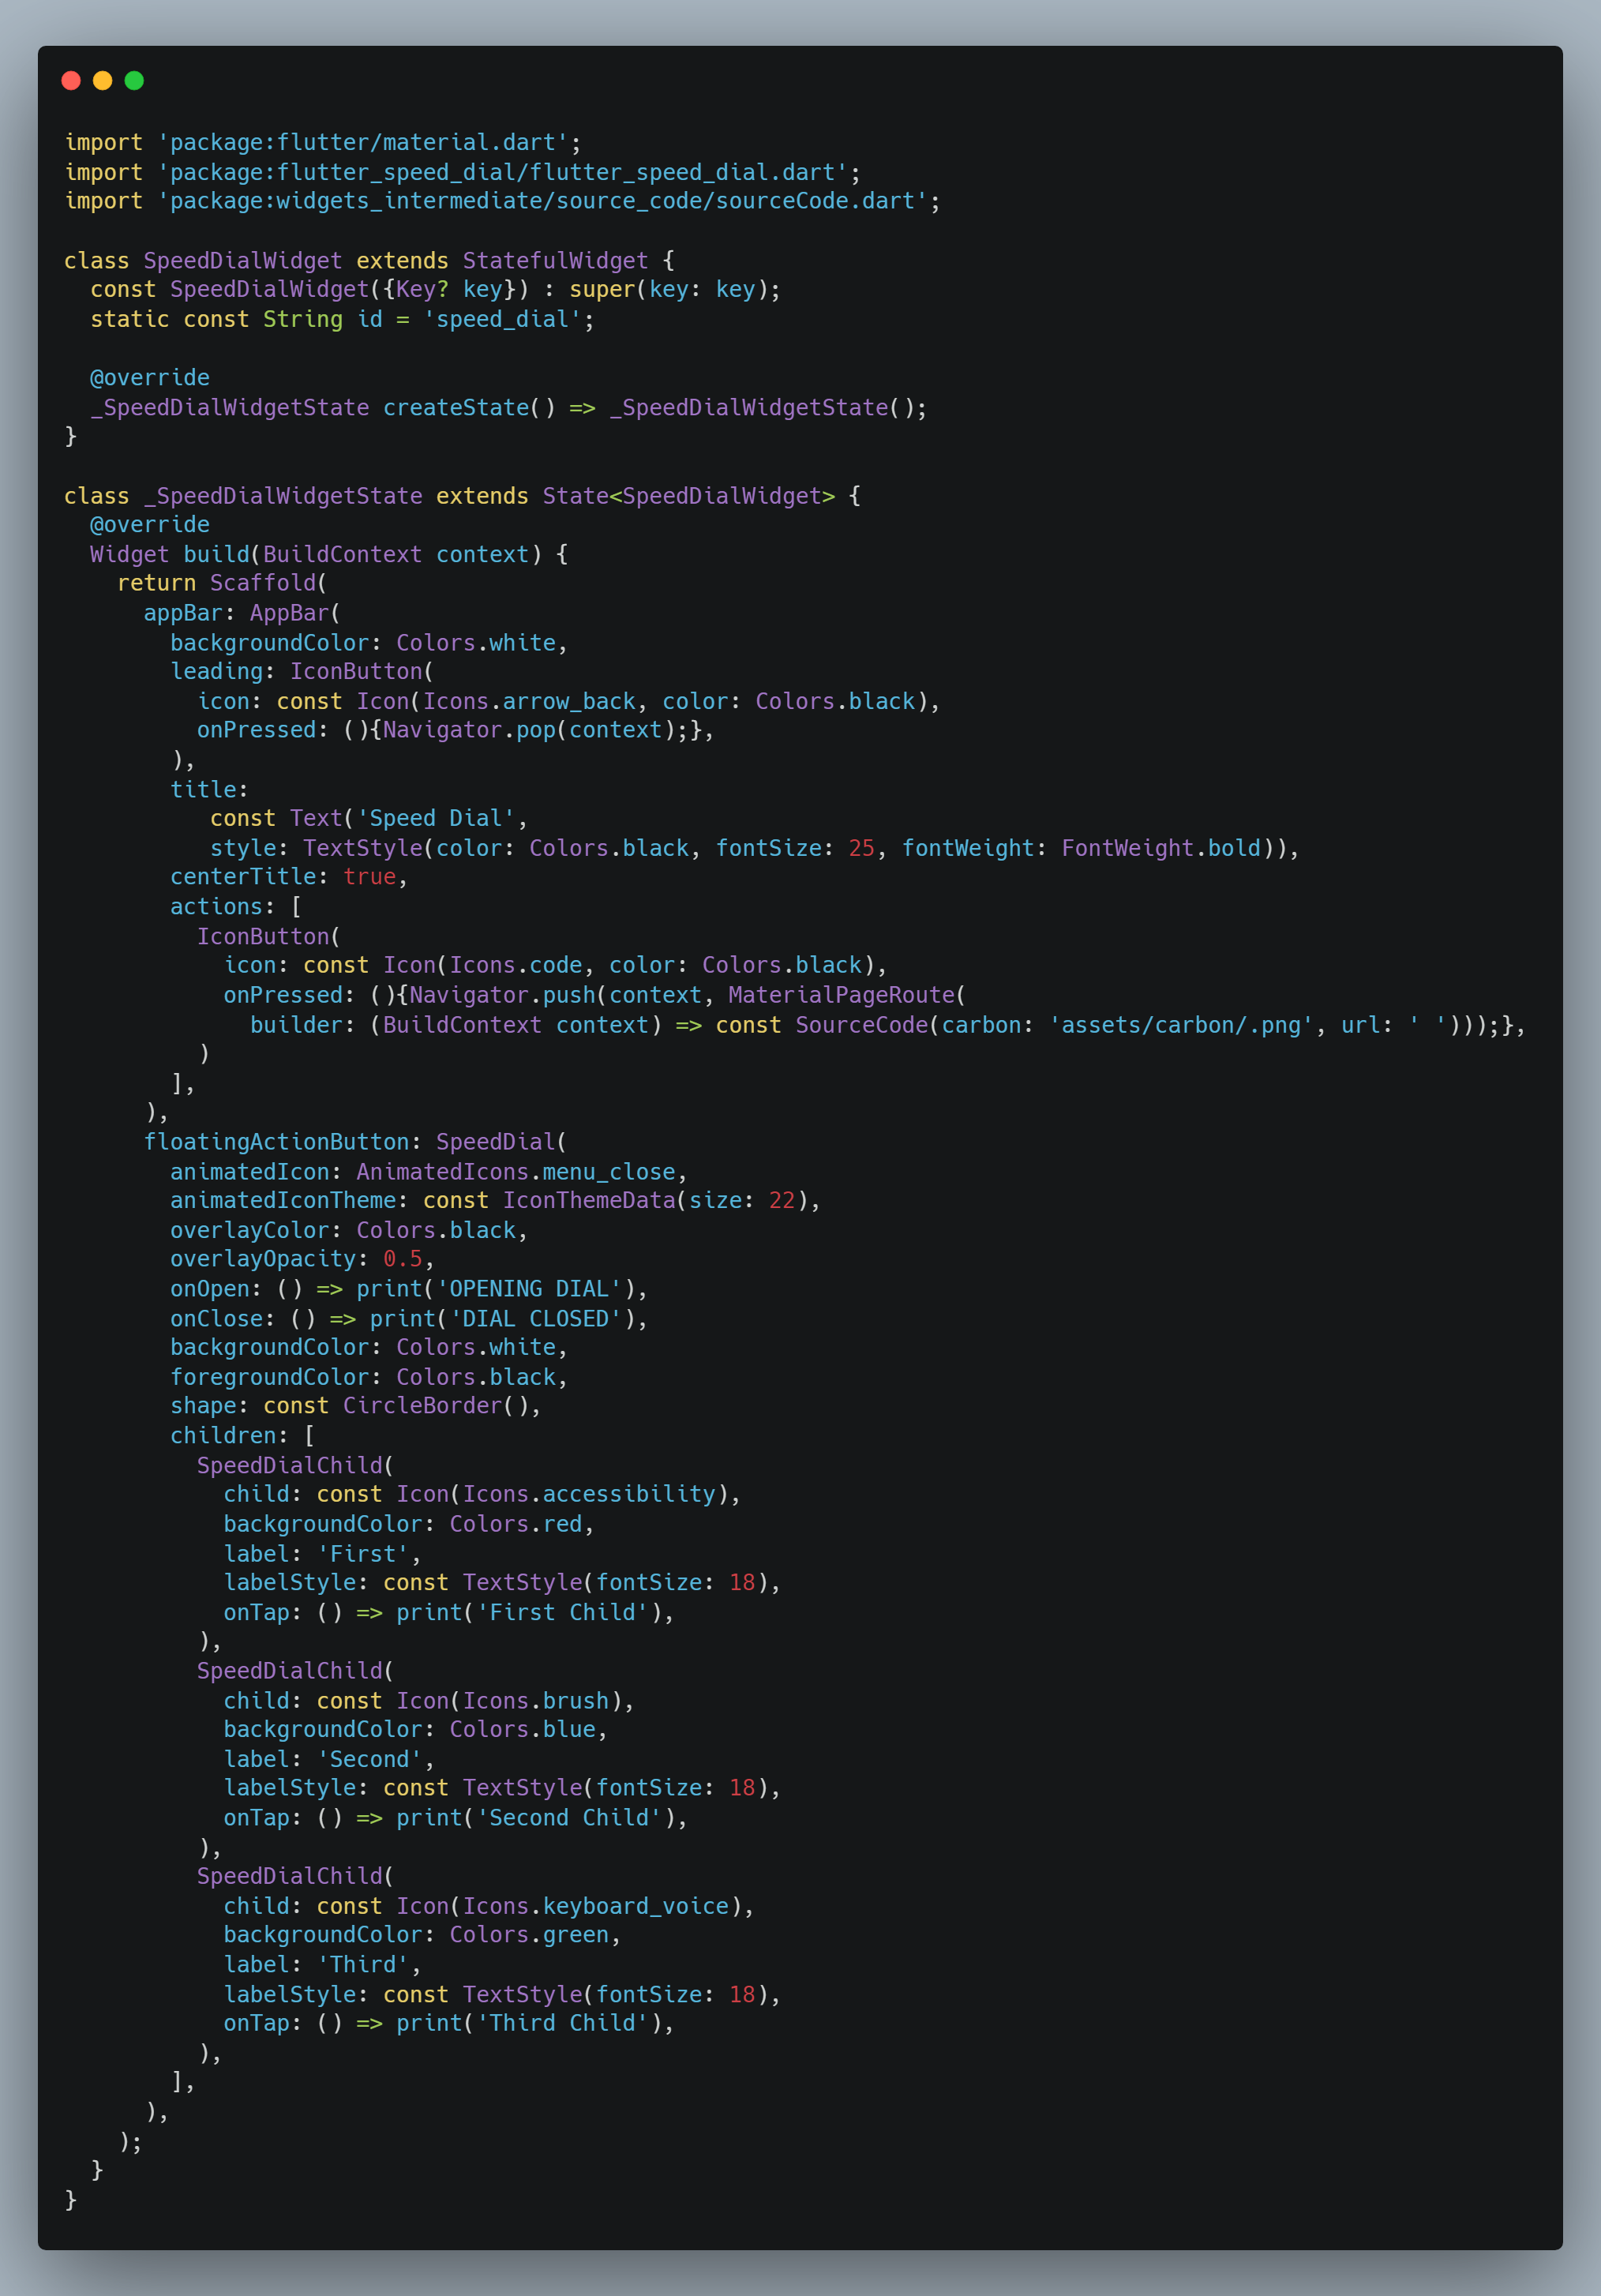 import 'package:flutter/material.dart';
import 'package:flutter_speed_dial/flutter_speed_dial.dart';
import 'package:widgets_intermediate/source_code/sourceCode.dart';

class SpeedDialWidget extends StatefulWidget {
  const SpeedDialWidget({Key? key}) : super(key: key);
  static const String id = 'speed_dial';

  @override
  _SpeedDialWidgetState createState() => _SpeedDialWidgetState();
}

class _SpeedDialWidgetState extends State<SpeedDialWidget> {
  @override
  Widget build(BuildContext context) {
    return Scaffold(
      appBar: AppBar(
        backgroundColor: Colors.white,
        leading: IconButton(
          icon: const Icon(Icons.arrow_back, color: Colors.black),
          onPressed: (){Navigator.pop(context);},
        ),
        title:
           const Text('Speed Dial',
           style: TextStyle(color: Colors.black, fontSize: 25, fontWeight: FontWeight.bold)),
        centerTitle: true,
        actions: [
          IconButton(
            icon: const Icon(Icons.code, color: Colors.black),
            onPressed: (){Navigator.push(context, MaterialPageRoute(
              builder: (BuildContext context) => const SourceCode(carbon: 'assets/carbon/.png', url: ' ')));},
          )
        ],
      ),
      floatingActionButton: SpeedDial(
        animatedIcon: AnimatedIcons.menu_close,
        animatedIconTheme: const IconThemeData(size: 22),
        overlayColor: Colors.black,
        overlayOpacity: 0.5,
        onOpen: () => print('OPENING DIAL'),
        onClose: () => print('DIAL CLOSED'),
        backgroundColor: Colors.white,
        foregroundColor: Colors.black,
        shape: const CircleBorder(),
        children: [
          SpeedDialChild(
            child: const Icon(Icons.accessibility),
            backgroundColor: Colors.red,
            label: 'First',
            labelStyle: const TextStyle(fontSize: 18),
            onTap: () => print('First Child'),
          ),
          SpeedDialChild(
            child: const Icon(Icons.brush),
            backgroundColor: Colors.blue,
            label: 'Second',
            labelStyle: const TextStyle(fontSize: 18),
            onTap: () => print('Second Child'),
          ),
          SpeedDialChild(
            child: const Icon(Icons.keyboard_voice),
            backgroundColor: Colors.green,
            label: 'Third',
            labelStyle: const TextStyle(fontSize: 18),
            onTap: () => print('Third Child'),
          ),
        ],
      ),
    );
  }
}